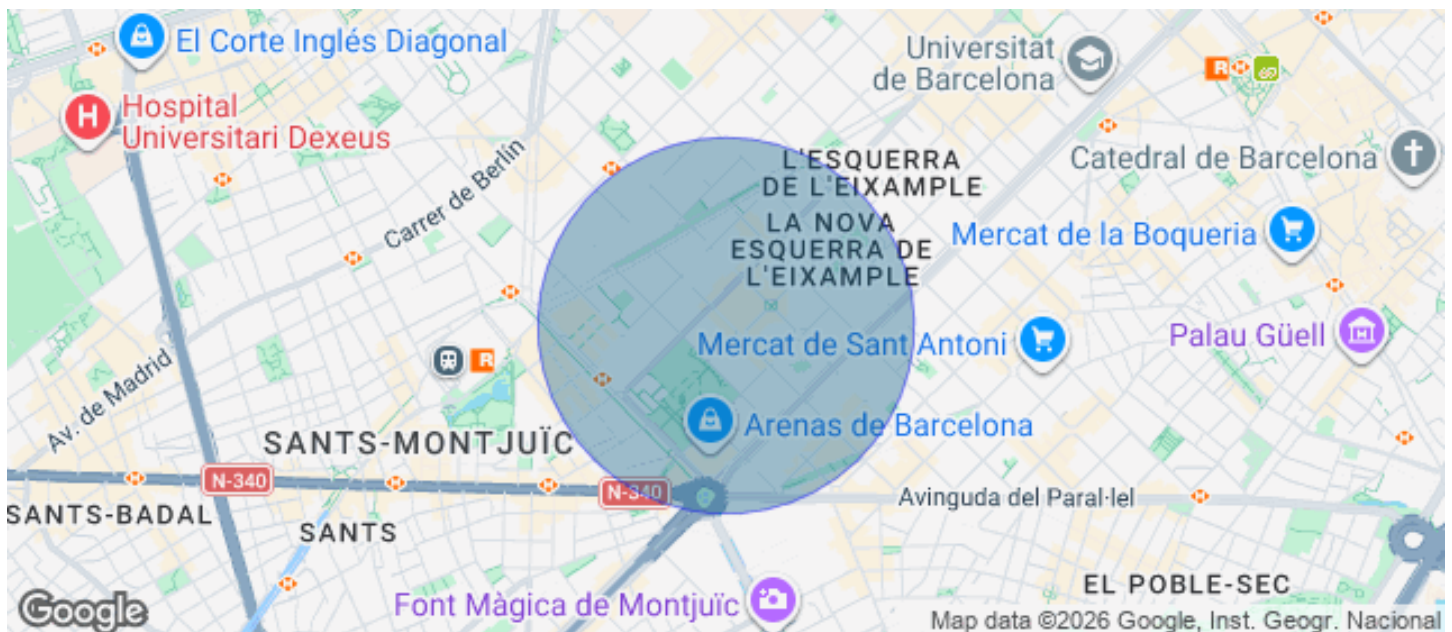 El Corte Inglés Diagonal
Universitat
de Barcelona
R
H
Hospital
Universitari Dexeus
Carrer de Berlín
L'ESQUERRA
DE L'EIXAMPLE
Catedral de Barcelona
LA NOVA
ESQUERRA DE
L'EIXAMPLE
Mercat de la Boqueria
Av. de Madrid
R
Mercat de Sant Antoni
Palau Güell
Arenas de Barcelona
SANTS-MONTJUÏC
N-340
N-340
Avinguda del Paral·lel
SANTS-BADAL
SANTS
EL POBLE-SEC
Font Màgica de Montjuïc
Google
Map data ©2026 Google, Inst. Geogr. Nacional